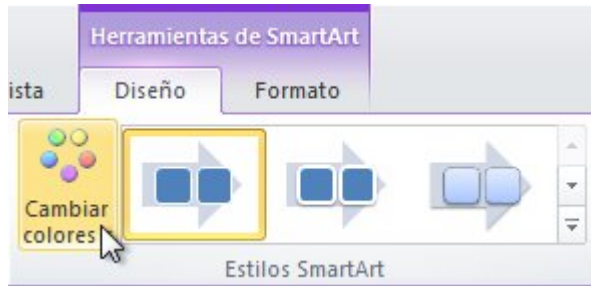 Herramientas de SmartArt
ista Diseño Formato
Cambiar
colores
Estilos SmartArt